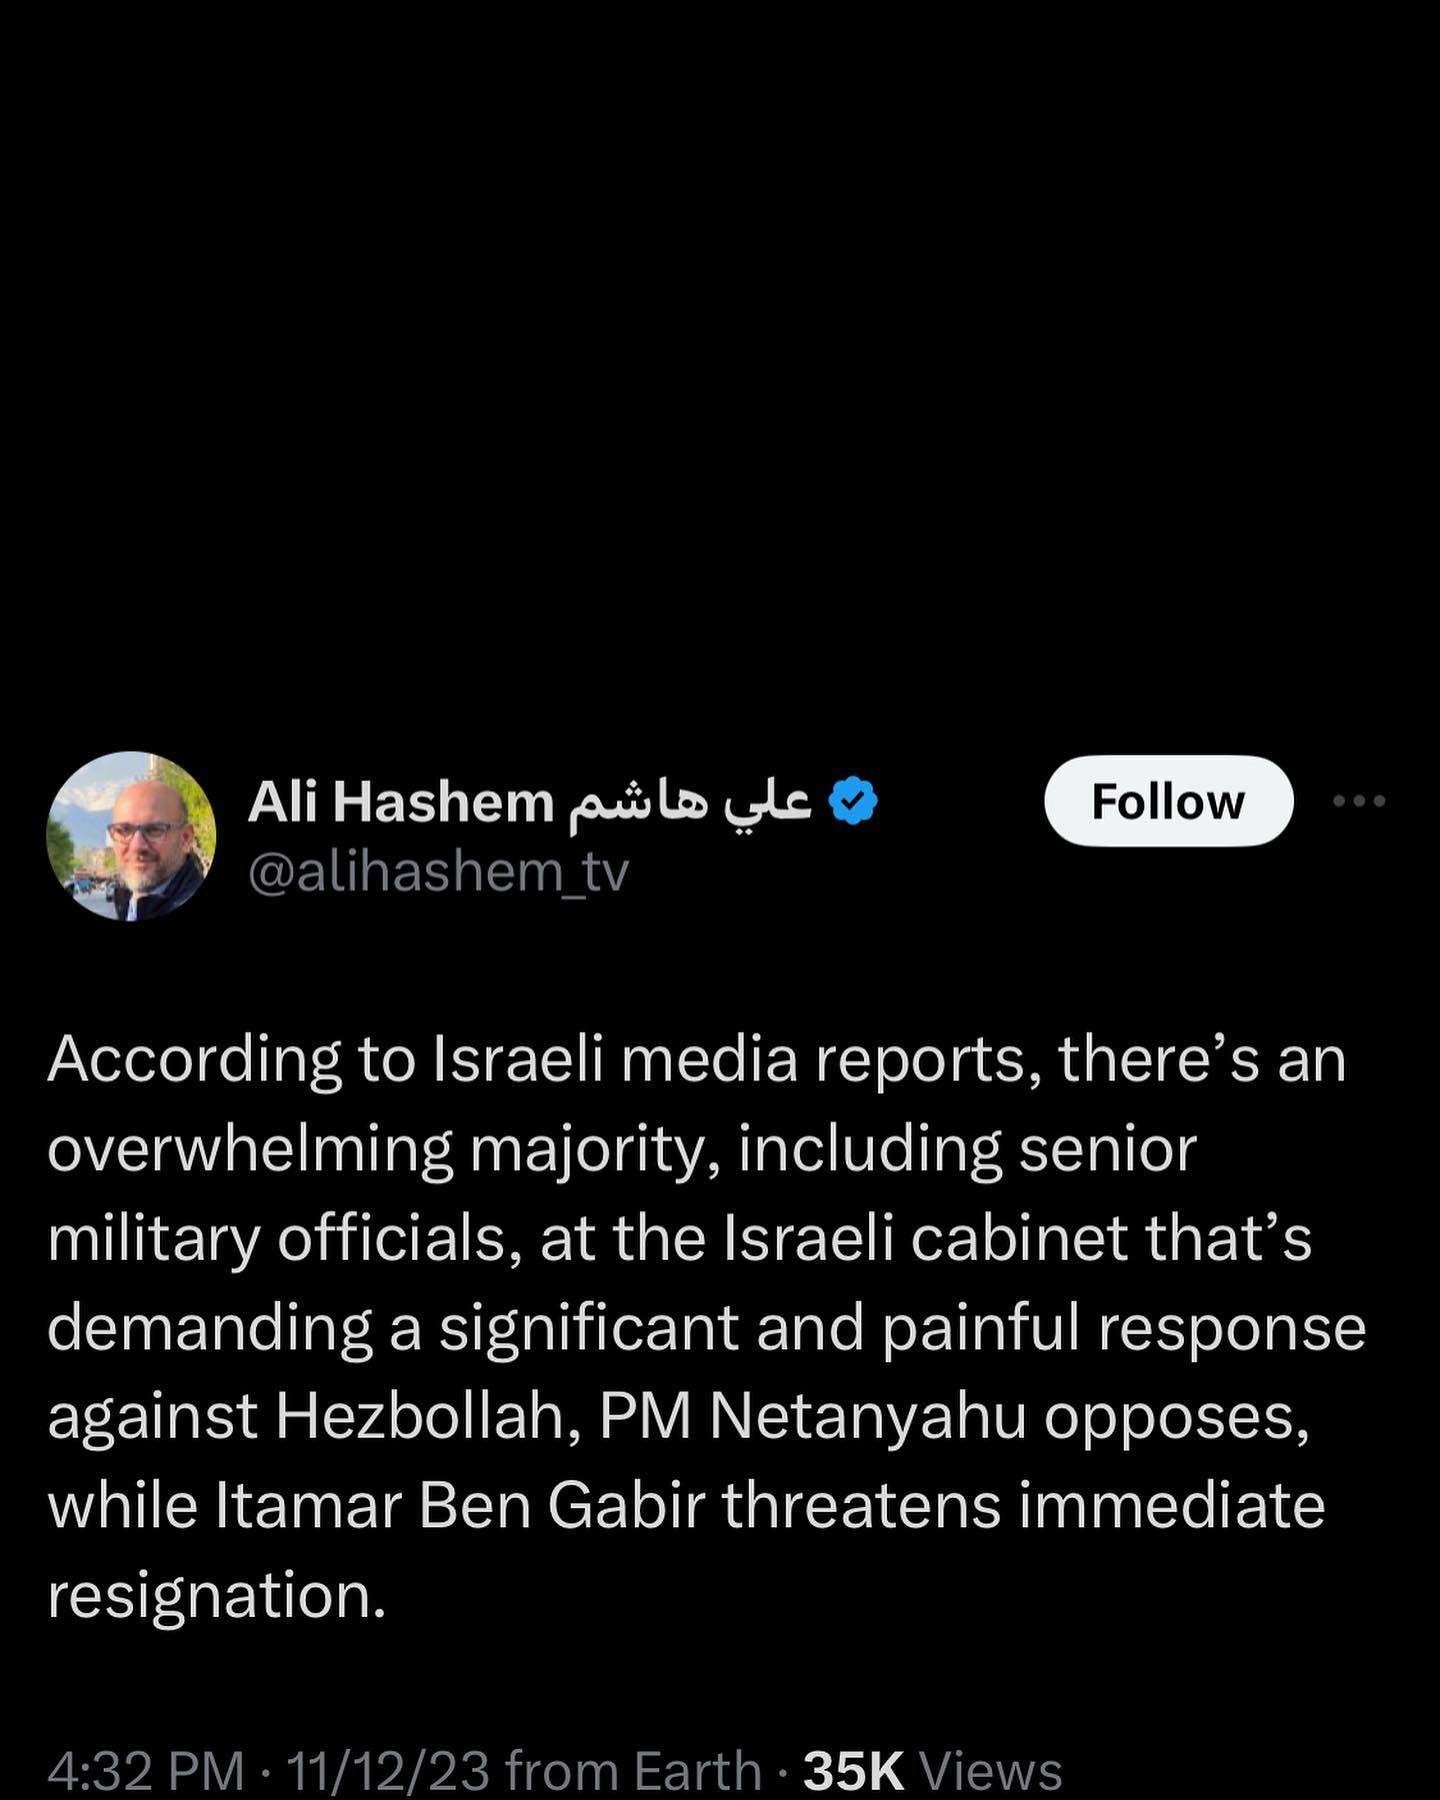 Ali Hashem علي هاشم
Follow
@alihashem_tv
According to Israeli media reports, there’s an
overwhelming majority, including senior
military officials, at the Israeli cabinet that’s
demanding a significant and painful response
against Hezbollah, PM Netanyahu opposes,
while Itamar Ben Gabir threatens immediate
resignation.
4:32 PM · 11/12/23 from Earth · 35K Views